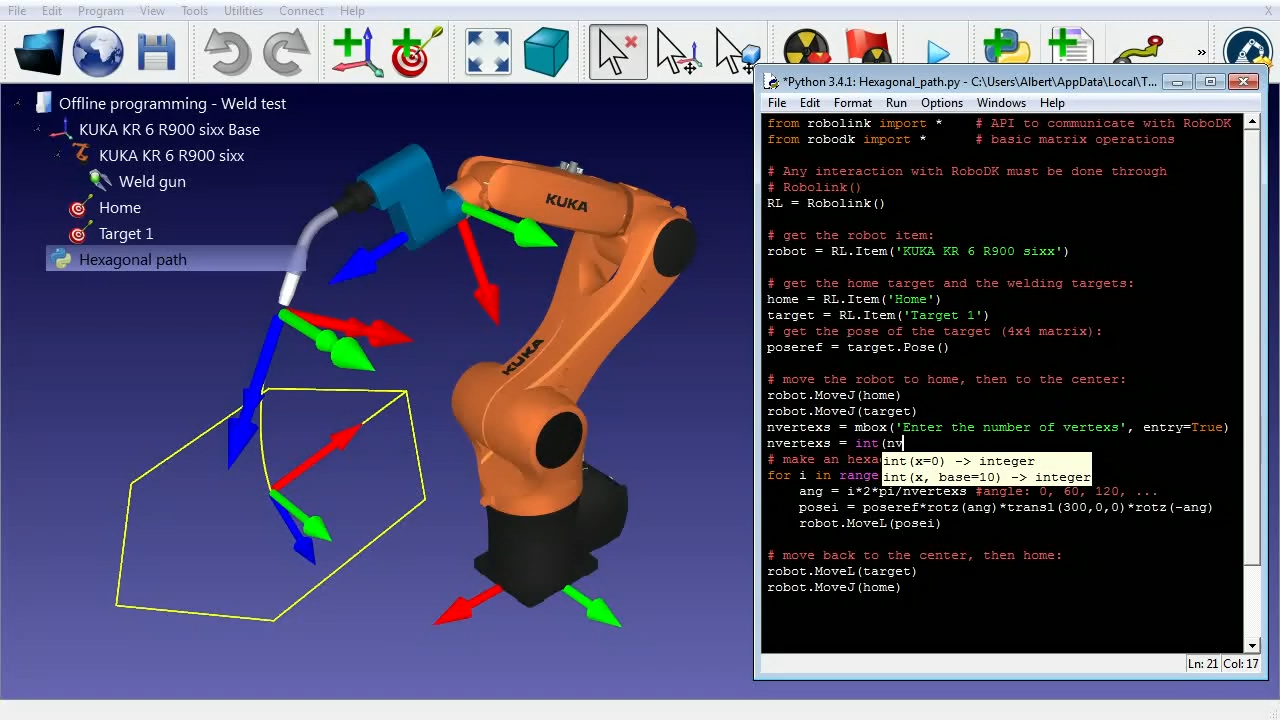 File Edit Program View Tools Utilities Connect Help X
»
Offline programming - Weld test
KUKA KR 6 R900 sixx Base
KUKA KR 6 R900 sixx
Weld gun
Home
Target 1
Hexagonal path
KUKA
KUKA
*Python 3.4.1: Hexagonal_path.py - C:\Users\Albert\AppData\Local\T...
File Edit Format Run Options Windows Help
from robolink import *    # API to communicate with RoboDK
from robodk import *      # basic matrix operations
# Any interaction with RoboDK must be done through
# Robolink()
RL = Robolink()
# get the robot item:
robot = RL.Item('KUKA KR 6 R900 sixx')
# get the home target and the welding targets:
home = RL.Item('Home')
target = RL.Item('Target 1')
# get the pose of the target (4x4 matrix):
poseref = target.Pose()
# move the robot to home, then to the center:
robot.MoveJ(home)
robot.MoveJ(target)
nvertexs = mbox('Enter the number of vertexs', entry=True)
nvertexs = int(nv
# make an hexa
int(x=0) -> integer
for i in range
int(x, base=10) -> integer
    ang = i*2*pi/nvertexs #angle: 0, 60, 120, ...
    posei = poseref*rotz(ang)*transl(300,0,0)*rotz(-ang)
    robot.MoveL(posei)
# move back to the center, then home:
robot.MoveL(target)
robot.MoveJ(home)
Ln: 21 Col: 17